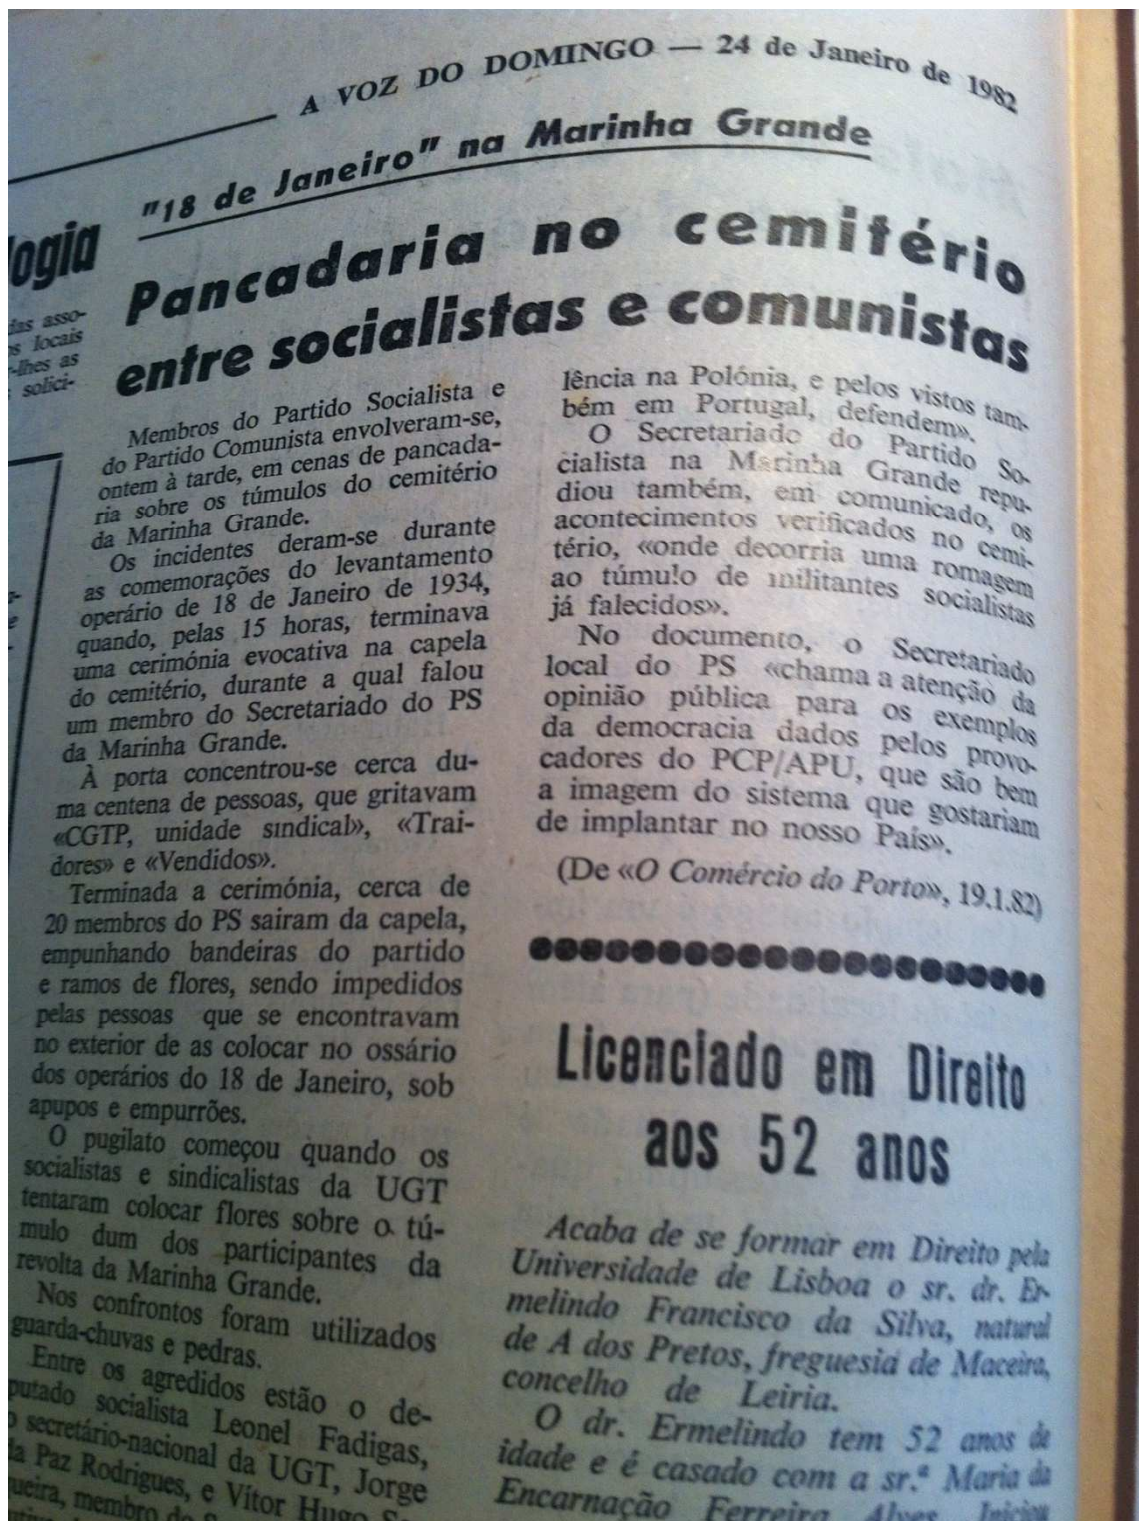 A VOZ DO DOMINGO — 24 de Janeiro de 1982
logia
das asso-
s locais
-lhes as
solici-
"18 de Janeiro" na Marinha Grande
Pancadaria no cemitério
entre socialistas e comunistas
Membros do Partido Socialista e
do Partido Comunista envolveram-se,
ontem à tarde, em cenas de pancada-
ria sobre os túmulos do cemitério
da Marinha Grande.
Os incidentes deram-se durante
as comemorações do levantamento
operário de 18 de Janeiro de 1934,
quando, pelas 15 horas, terminava
uma cerimónia evocativa na capela
do cemitério, durante a qual falou
um membro do Secretariado do PS
da Marinha Grande.
À porta concentrou-se cerca du-
ma centena de pessoas, que gritavam
«CGTP, unidade sindical», «Trai-
dores» e «Vendidos».
Terminada a cerimónia, cerca de
20 membros do PS sairam da capela,
empunhando bandeiras do partido
e ramos de flores, sendo impedidos
pelas pessoas que se encontravam
no exterior de as colocar no ossário
dos operários do 18 de Janeiro, sob
apupos e empurrões.
O pugilato começou quando os
socialistas e sindicalistas da UGT
tentaram colocar flores sobre o tú-
mulo dum dos participantes da
revolta da Marinha Grande.
Nos confrontos foram utilizados
guarda-chuvas e pedras.
Entre os agredidos estão o de-
putado socialista Leonel Fadigas,
o secretário-nacional da UGT, Jorge
da Paz Rodrigues, e Vítor Hugo
ueira, membro do
lência na Polónia, e pelos vistos tam-
bém em Portugal, defendem».
O Secretariado do Partido So-
cialista na Marinha Grande repu-
diou também, em comunicado, os
acontecimentos verificados no cemi-
tério, «onde decorria uma romagem
ao túmulo de militantes socialistas
já falecidos».
No documento, o Secretariado
local do PS «chama a atenção da
opinião pública para os exemplos
da democracia dados pelos provo-
cadores do PCP/APU, que são bem
a imagem do sistema que gostariam
de implantar no nosso País».
(De «O Comércio do Porto», 19.1.82)
Licenciado em Direito
aos 52 anos
Acaba de se formar em Direito pela
Universidade de Lisboa o sr. dr. Er-
melindo Francisco da Silva, natural
de A dos Pretos, freguesia de Maceira,
concelho de Leiria.
O dr. Ermelindo tem 52 anos de
idade e é casado com a sr.ª Maria da
Encarnação Ferreira Alves. Iniciou